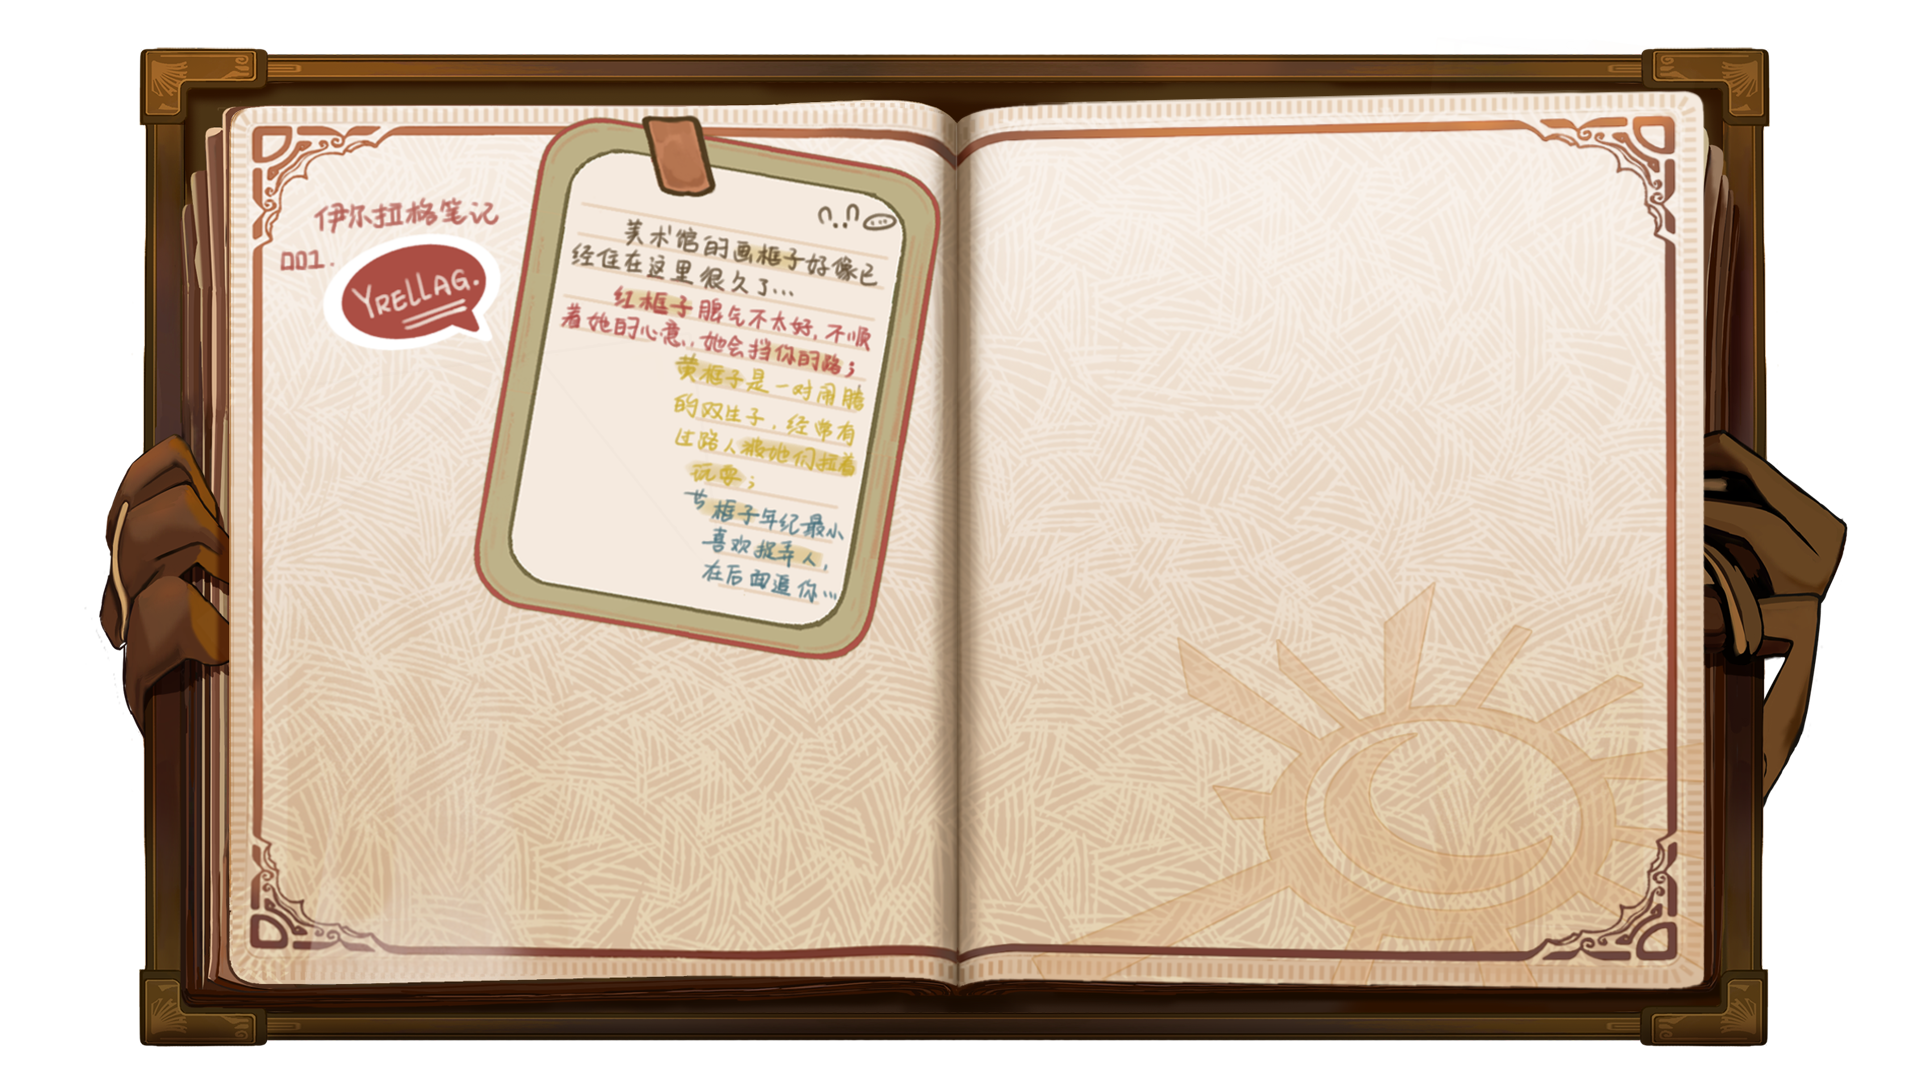 伊尔拉格笔记
001.
YRELLAG.
美术馆的画框子好像已
经住在这里很久了...
红框子脾气不太好，不顺
着她的心意，她会挡你的路；
黄框子是一对闹腾
的双生子，经常有
过路人被她们拉着
玩耍；
框子年纪最小
喜欢捉弄人，
在后面追你...